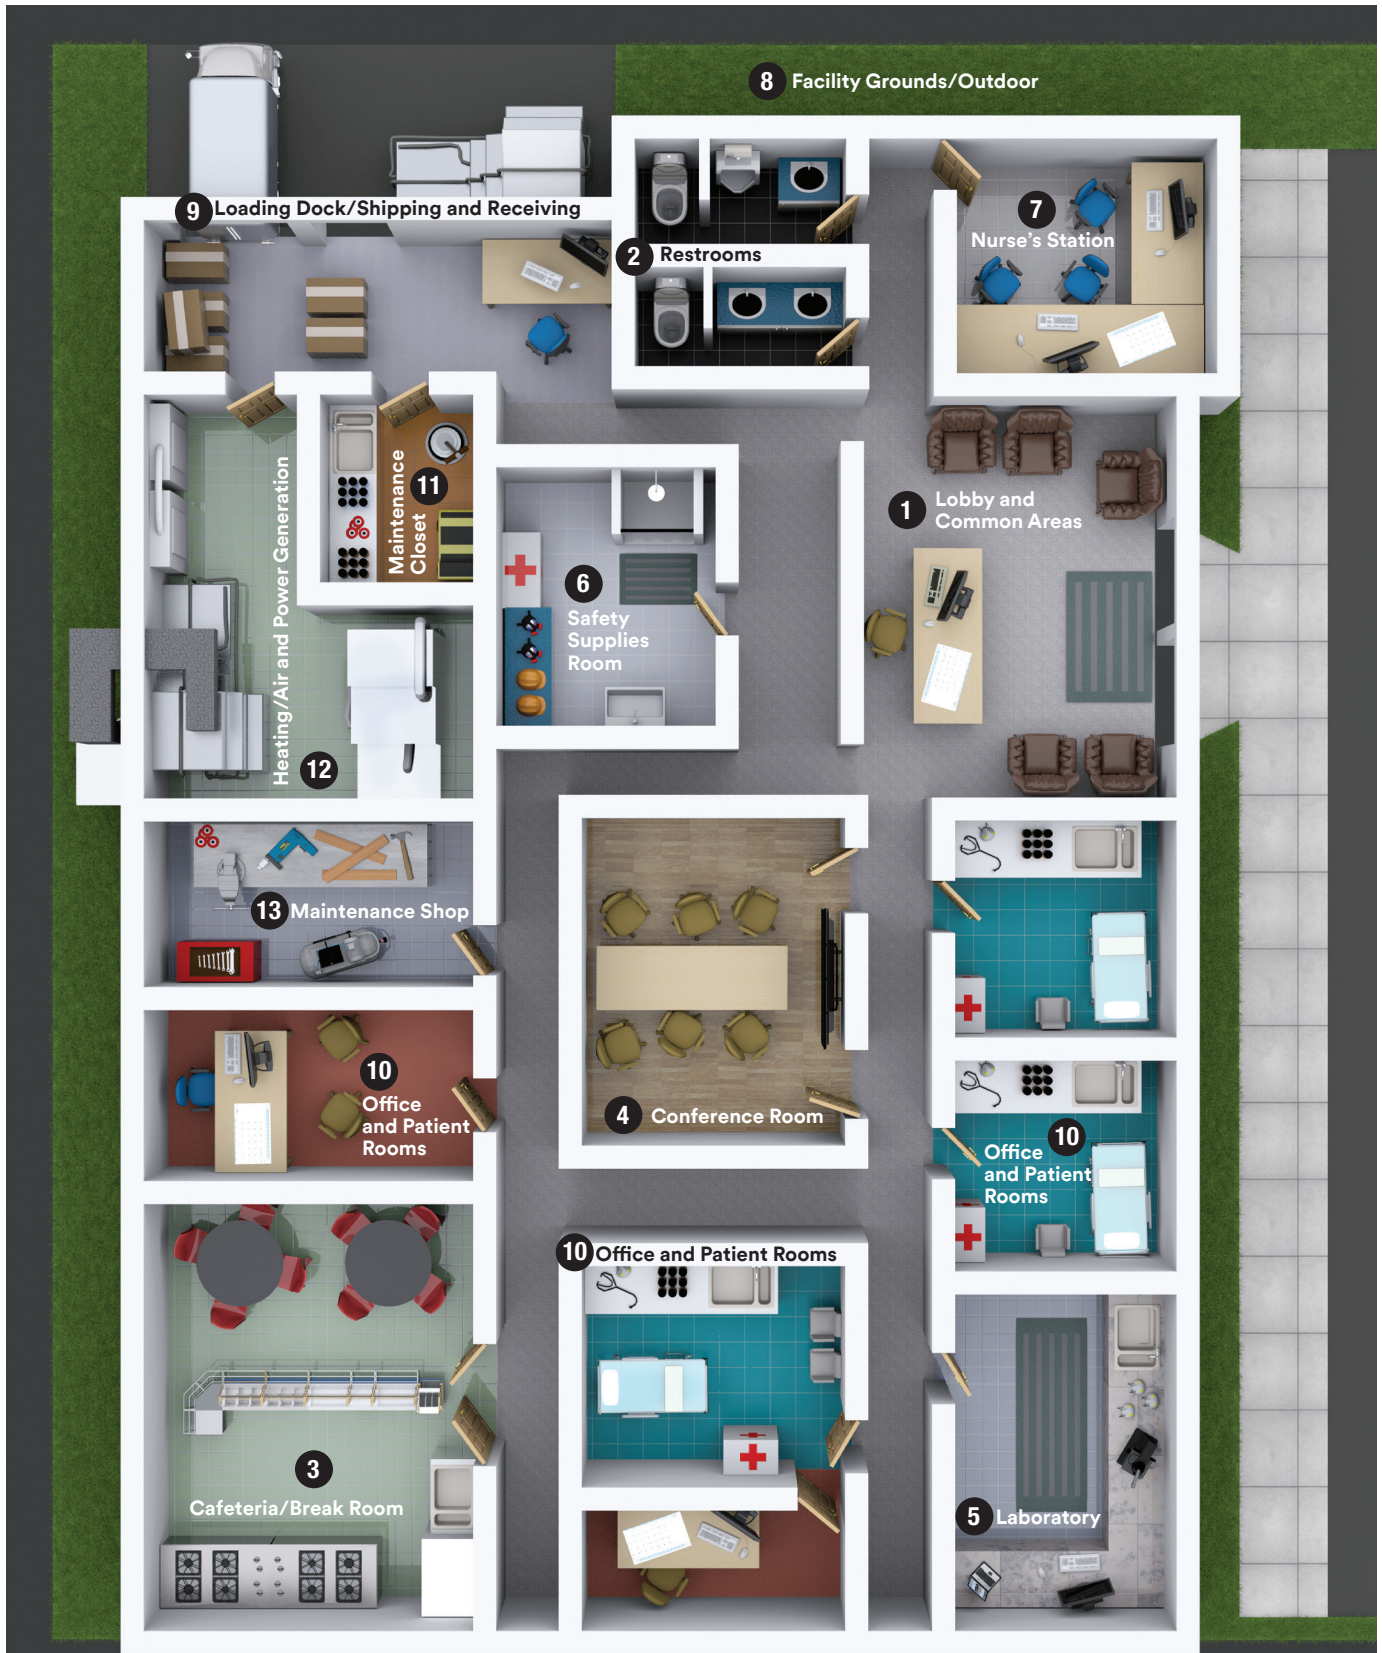 8 Facility Grounds/Outdoor
9 Loading Dock/Shipping and Receiving
7
Nurse's Station
2 Restrooms
11 Maintenance
Closet
1 Lobby and
Common Areas
6
Safety
Supplies
Room
Heating/Air and Power Generation
12
13 Maintenance Shop
10
Office
and Patient
Rooms
4 Conference Room
10
Office
and Patient
Rooms
10 Office and Patient Rooms
3
Cafeteria/Break Room
5 Laboratory